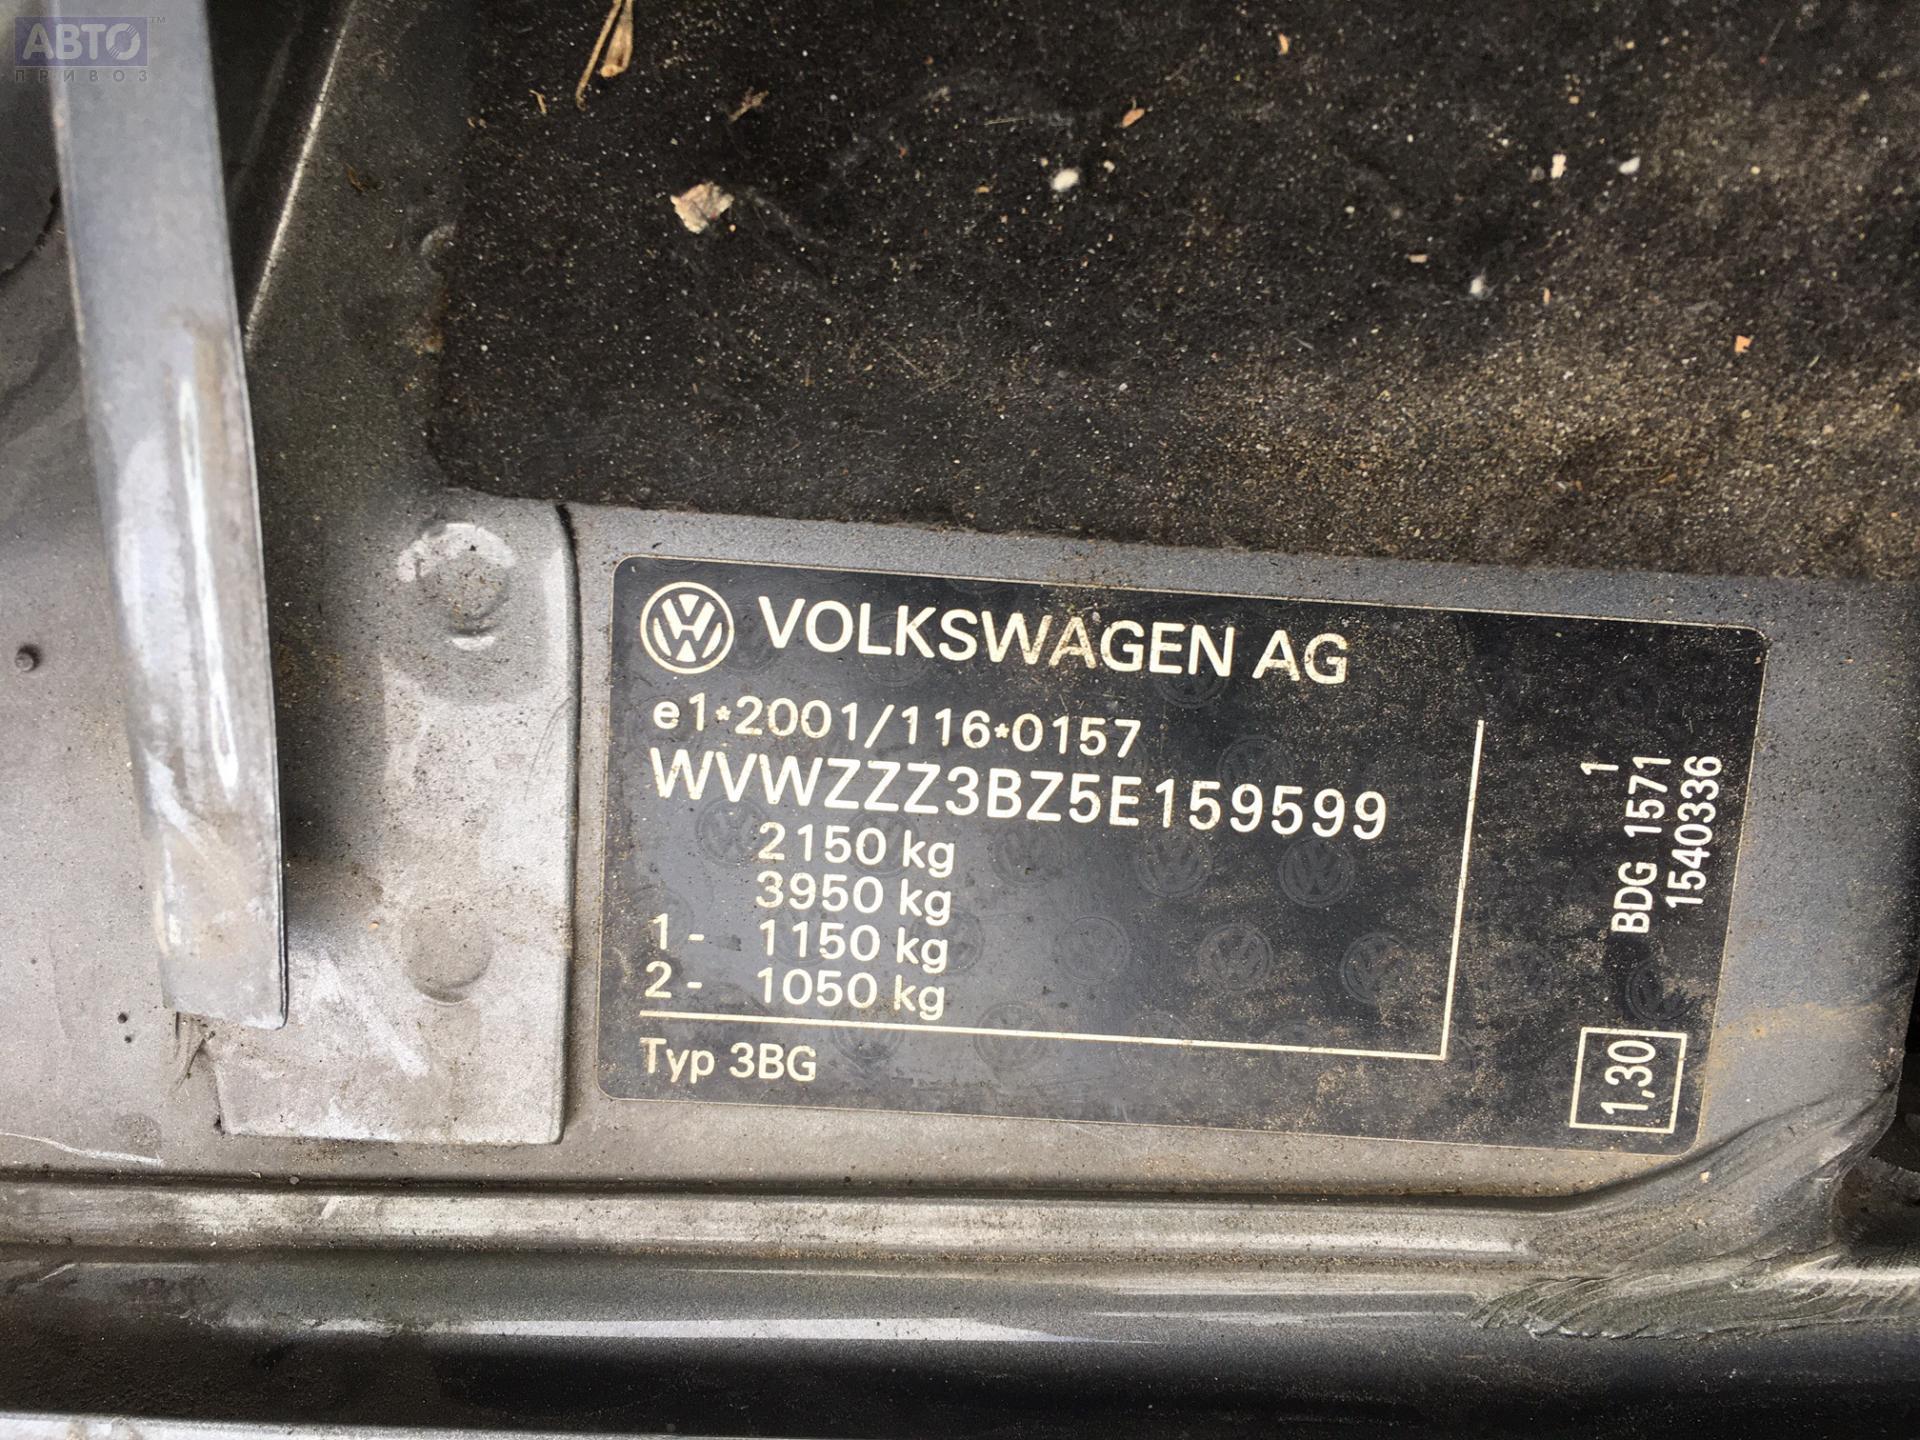 АВТО™
ПРИВОЗ
VOLKSWAGEN AG
e1*2001/116*0157
WVWZZZ3BZ5E159599
2150 kg
3950 kg
1- 1150 kg
2- 1050 kg
Typ 3BG
1
BDG 1571
1540336
1,30